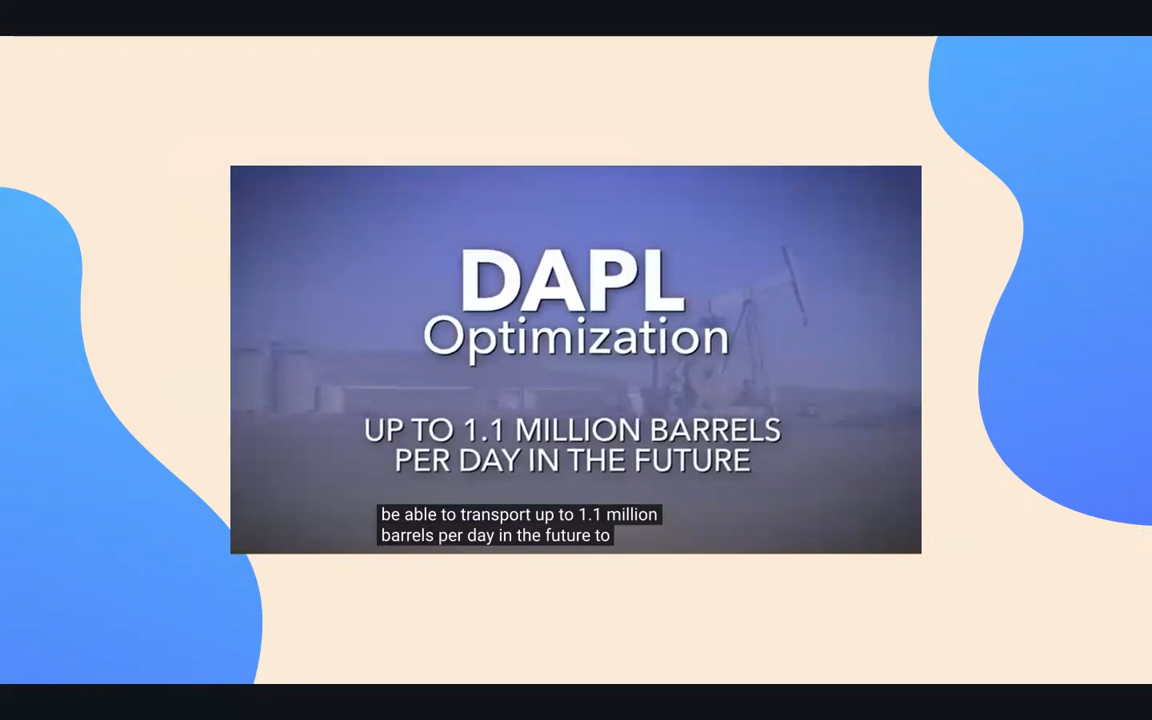 DAPL
Optimization
UP TO 1.1 MILLION BARRELS
PER DAY IN THE FUTURE
be able to transport up to 1.1 million
barrels per day in the future to